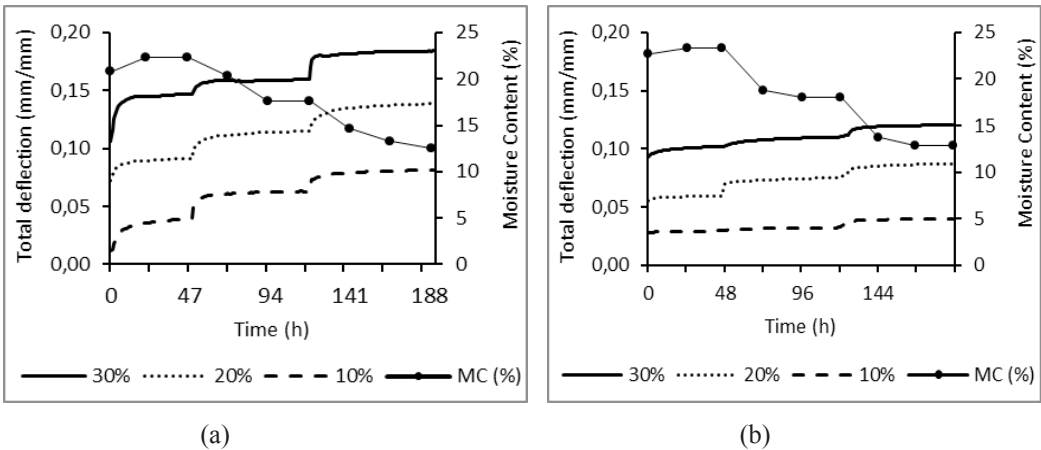 0,20
0,15
0,10
0,05
0,00
Total deflection (mm/mm)
25
20
15
10
5
0
Moisture Content (%)
0 47 94 141 188
Time (h)
30% 20% 10% MC (%)
(a)
0,20
0,15
0,10
0,05
0,00
Total deflection (mm/mm)
25
20
15
10
5
0
Moisture Content (%)
0 48 96 144
Time (h)
30% 20% 10% MC (%)
(b)